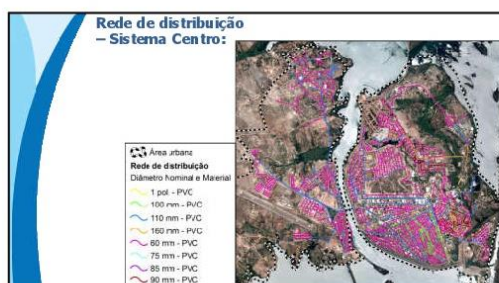 Rede de distribuição
– Sistema Centro:
Área urbana
Rede de distribuição
Diâmetro Nominal e Material
1 pol. - PVC
100 mm - PVC
110 mm - PVC
160 mm - PVC
60 mm - PVC
75 mm - PVC
85 mm - PVC
90 mm - PVC